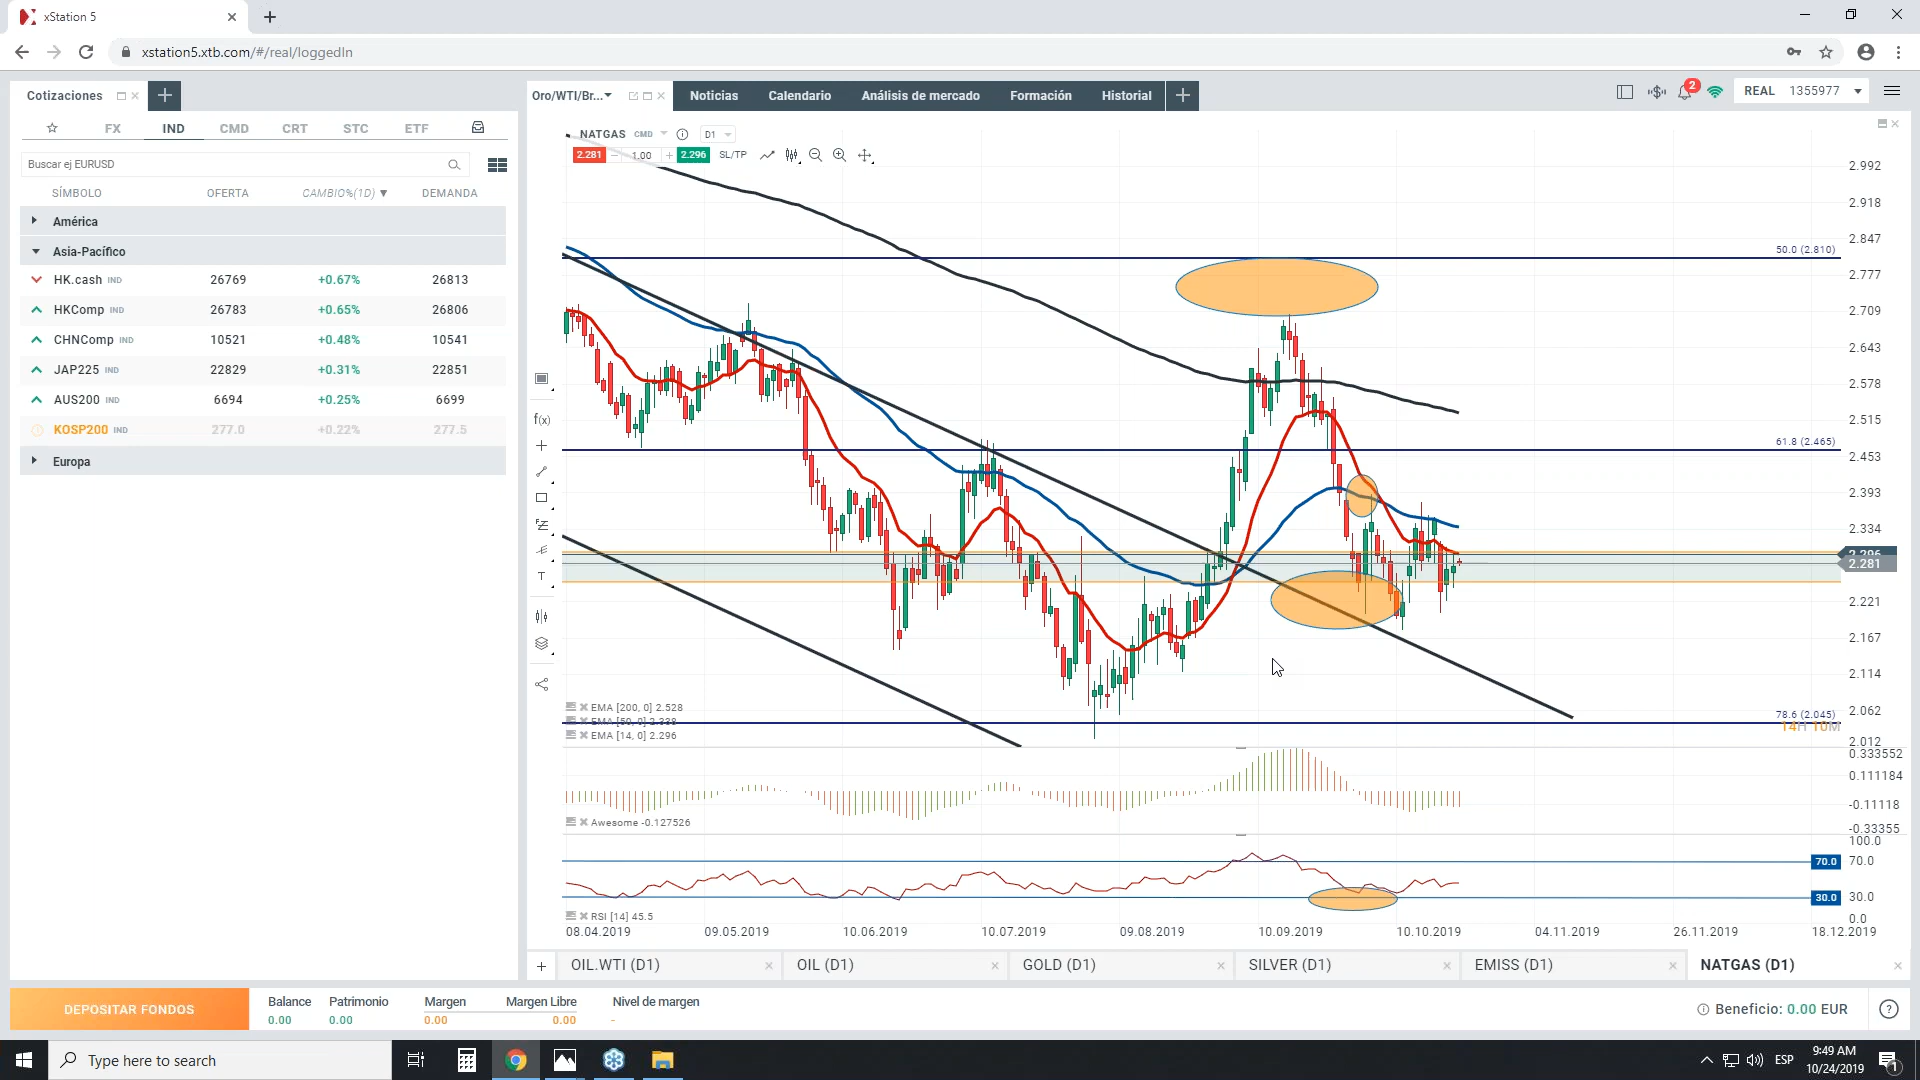 xStation 5
xstation5.xtb.com/#/real/loggedIn
Cotizaciones
Oro/WTI/Br...
Noticias
Calendario
Análisis de mercado
Formación
Historial
2
REAL 1355977
FX IND CMD CRT STC ETF
Buscar ej EURUSD
SÍMBOLO OFERTA CAMBIO%(1D) DEMANDA
América
Asia-Pacífico
HK.cash IND 26769 +0.67% 26813
HKComp IND 26783 +0.65% 26806
CHNComp IND 10521 +0.48% 10541
JAP225 IND 22829 +0.31% 22851
AUS200 IND 6694 +0.25% 6699
KOSP200 IND 277.0 +0.22% 277.5
Europa
NATGAS CMD D1
2.281 1.00 2.296 SL/TP
f(x)
T
50.0 (2.810)
61.8 (2.465)
78.6 (2.045)
14H 10M
2.992
2.918
2.847
2.777
2.709
2.643
2.578
2.515
2.453
2.393
2.334
2.296
2.281
2.221
2.167
2.114
2.062
2.012
EMA [200, 0] 2.528
EMA [50, 0] 2.338
EMA [14, 0] 2.296
0.333552
0.111184
-0.11118
-0.33355
Awesome -0.127526
100.0
70.0 70.0
30.0 30.0
0.0
RSI [14] 45.5
08.04.2019 09.05.2019 10.06.2019 10.07.2019 09.08.2019 10.09.2019 10.10.2019 04.11.2019 26.11.2019 18.12.2019
OIL.WTI (D1) OIL (D1) GOLD (D1) SILVER (D1) EMISS (D1) NATGAS (D1)
DEPOSITAR FONDOS
Balance Patrimonio Margen Margen Libre Nivel de margen
0.00 0.00 0.00 0.00 -
Beneficio: 0.00 EUR
Type here to search
ESP
9:49 AM
10/24/2019
1